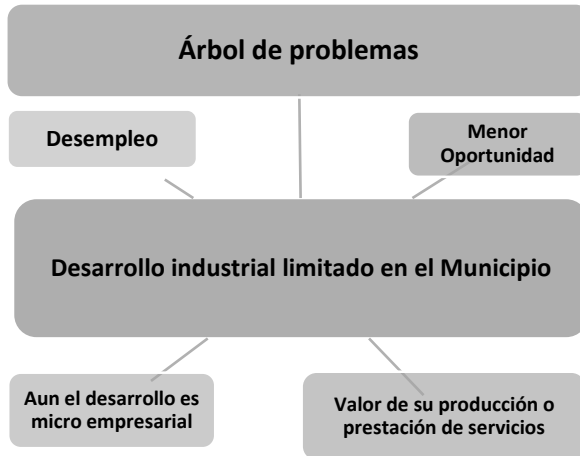 Árbol de problemas
Desempleo
Menor
Oportunidad
Desarrollo industrial limitado en el Municipio
Aun el desarrollo es
micro empresarial
Valor de su producción o
prestación de servicios